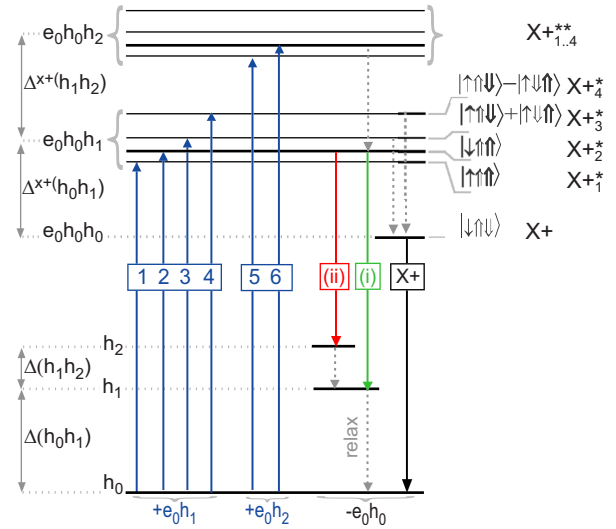 e0h0h2
X+**1..4
Δx+(h1h2)
|↑⇑⇓⟩−|↑⇓⇑⟩ X+*4
|↑⇑⇓⟩+|↑⇓⇑⟩ X+*3
e0h0h1
|↓⇑⇑⟩ X+*2
|↑⇑⇑⟩ X+*1
Δx+(h0h1)
e0h0h0
|↓⇑⇓⟩ X+
1 2 3 4 5 6 (ii) (i) X+
h2
Δ(h1h2)
h1
Δ(h0h1)
relax
h0
+e0h1 +e0h2 -e0h0